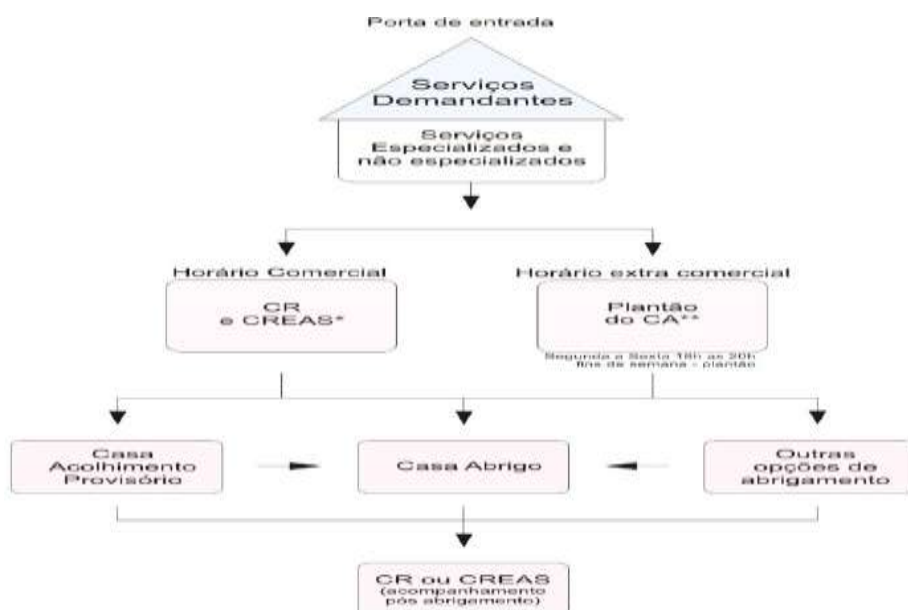 Porta de entrada
Serviços
Demandantes
Serviços
Especializados e
não especializados
Horário Comercial
CR
e CREAS*
Horário extra comercial
Plantão
do CA**
Segunda a Sexta 18h as 20h
fins de semana - plantão
Casa
Acolhimento
Provisório
Casa Abrigo
Outras
opções de
abrigamento
CR ou CREAS
(acompanhamento
pós abrigamento)